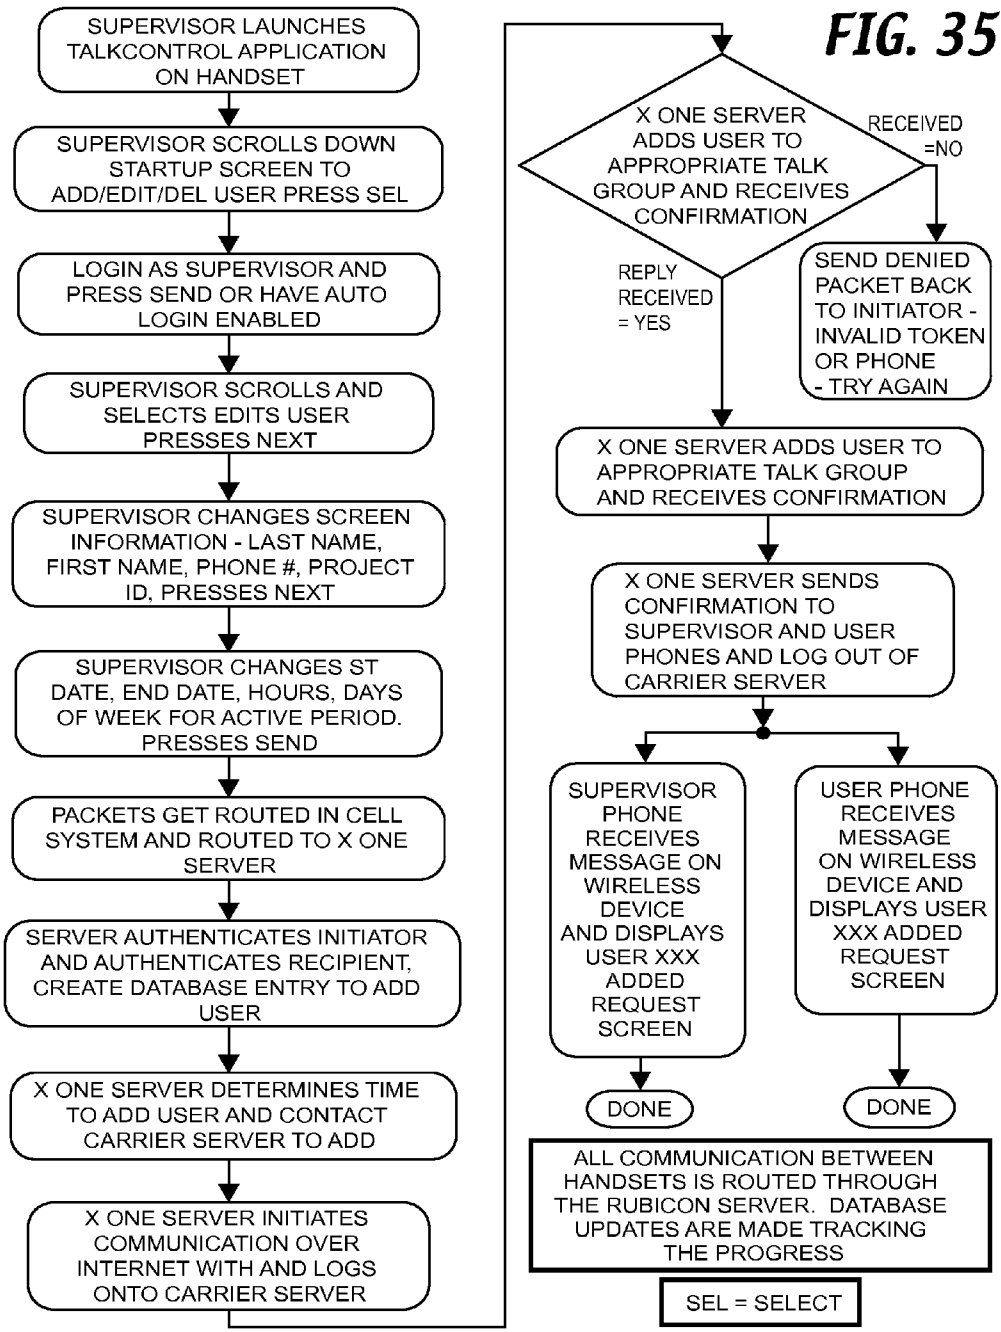 SUPERVISOR LAUNCHES
TALKCONTROL APPLICATION
ON HANDSET
SUPERVISOR SCROLLS DOWN
STARTUP SCREEN TO
ADD/EDIT/DEL USER PRESS SEL
LOGIN AS SUPERVISOR AND
PRESS SEND OR HAVE AUTO
LOGIN ENABLED
SUPERVISOR SCROLLS AND
SELECTS EDITS USER
PRESSES NEXT
SUPERVISOR CHANGES SCREEN
INFORMATION - LAST NAME,
FIRST NAME, PHONE #, PROJECT
ID, PRESSES NEXT
SUPERVISOR CHANGES ST
DATE, END DATE, HOURS, DAYS
OF WEEK FOR ACTIVE PERIOD.
PRESSES SEND
PACKETS GET ROUTED IN CELL
SYSTEM AND ROUTED TO X ONE
SERVER
SERVER AUTHENTICATES INITIATOR
AND AUTHENTICATES RECIPIENT,
CREATE DATABASE ENTRY TO ADD
USER
X ONE SERVER DETERMINES TIME
TO ADD USER AND CONTACT
CARRIER SERVER TO ADD
X ONE SERVER INITIATES
COMMUNICATION OVER
INTERNET WITH AND LOGS
ONTO CARRIER SERVER
FIG. 35
X ONE SERVER
ADDS USER TO
APPROPRIATE TALK
GROUP AND RECEIVES
CONFIRMATION
RECEIVED
=NO
SEND DENIED
PACKET BACK
TO INITIATOR -
INVALID TOKEN
OR PHONE
- TRY AGAIN
REPLY
RECEIVED
= YES
X ONE SERVER ADDS USER TO
APPROPRIATE TALK GROUP
AND RECEIVES CONFIRMATION
X ONE SERVER SENDS
CONFIRMATION TO
SUPERVISOR AND USER
PHONES AND LOG OUT OF
CARRIER SERVER
SUPERVISOR
PHONE
RECEIVES
MESSAGE ON
WIRELESS
DEVICE
AND DISPLAYS
USER XXX
ADDED
REQUEST
SCREEN
DONE
USER PHONE
RECEIVES
MESSAGE
ON WIRELESS
DEVICE AND
DISPLAYS USER
XXX ADDED
REQUEST
SCREEN
DONE
ALL COMMUNICATION BETWEEN
HANDSETS IS ROUTED THROUGH
THE RUBICON SERVER. DATABASE
UPDATES ARE MADE TRACKING
THE PROGRESS
SEL = SELECT